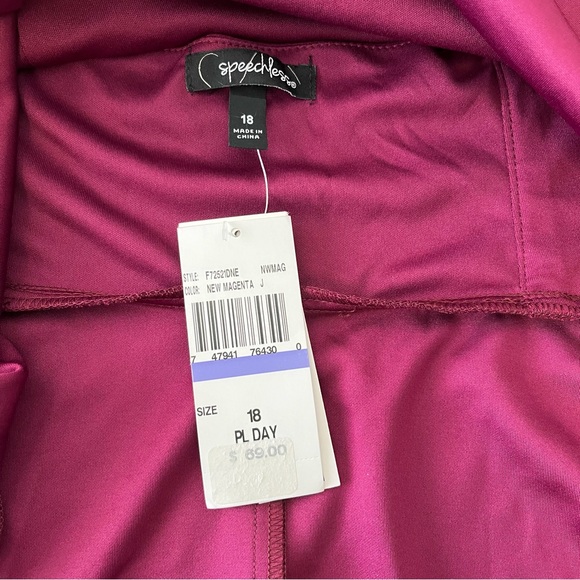 speechless®
18
MADE IN
CHINA
STYLE: F72521DNE NWMAG
COLOR: NEW MAGENTA J
7 47941 76430 0
SIZE 18
PL DAY
$ 69.00